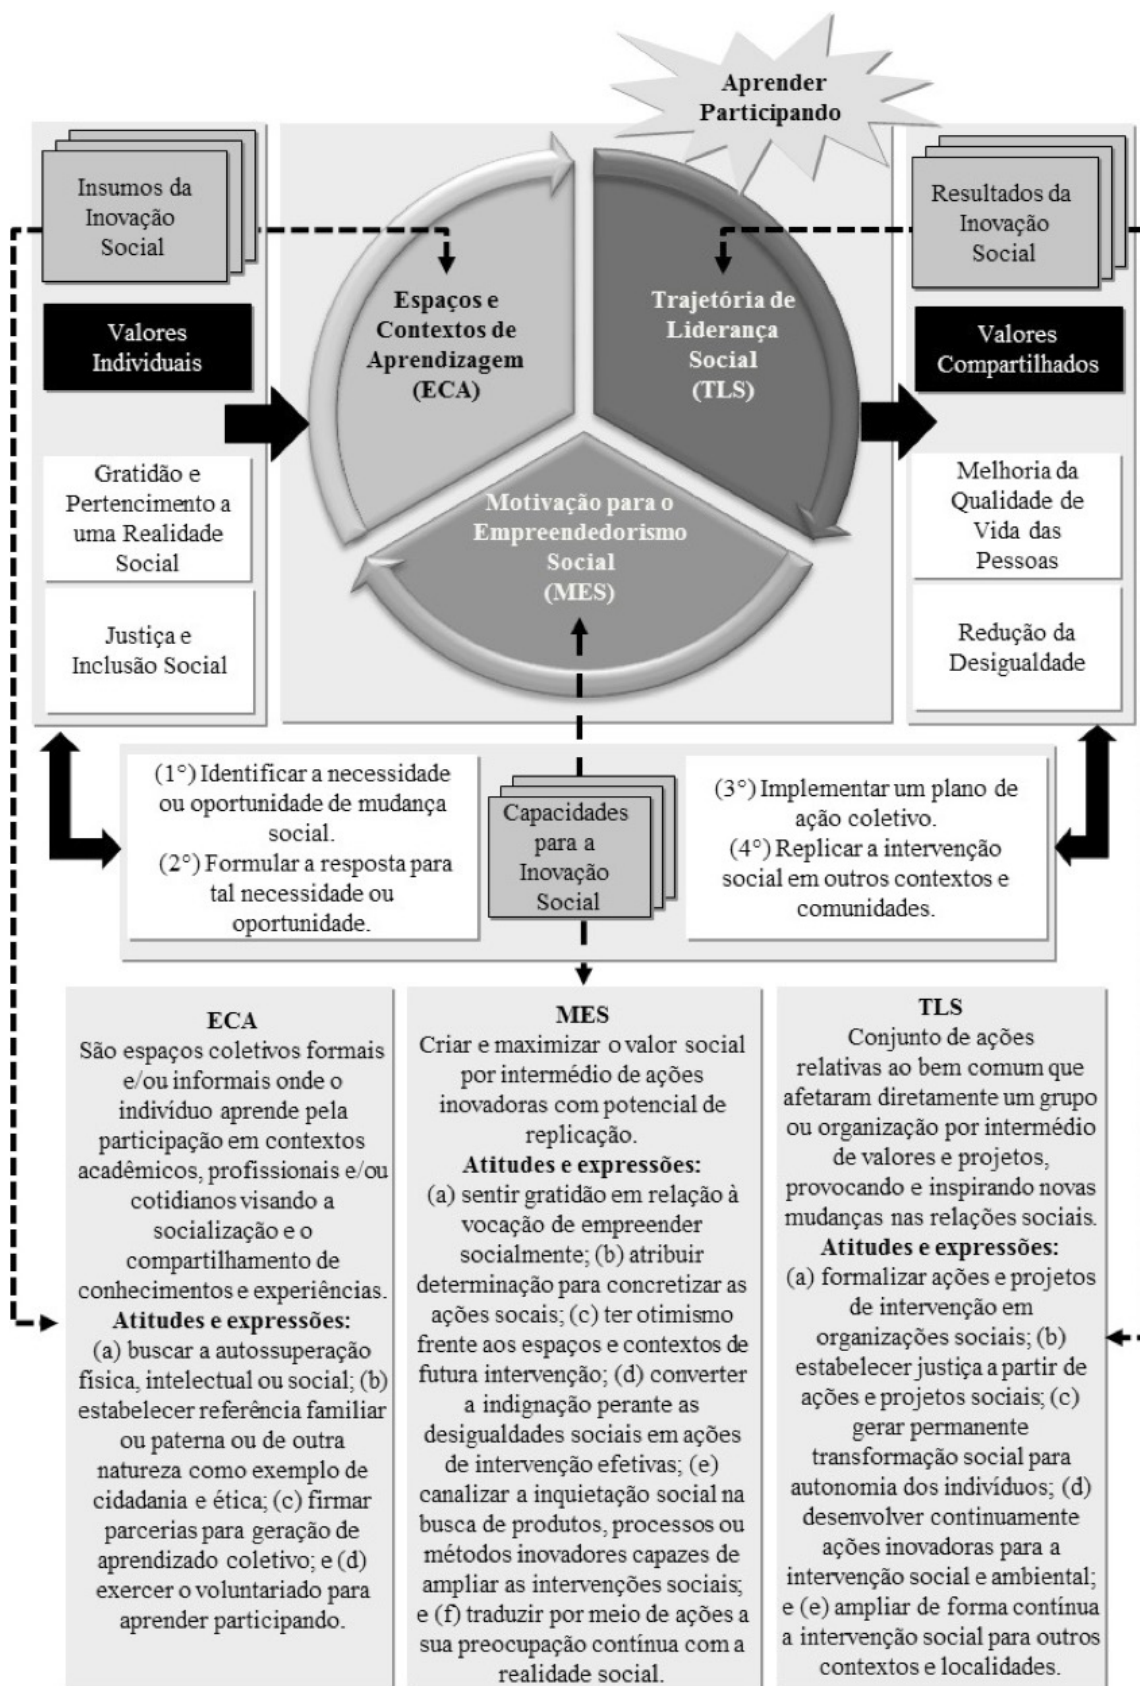 Aprender
Participando
Insumos da
Inovação
Social
Resultados da
Inovação
Social
Espaços e
Contextos de
Aprendizagem
(ECA)
Trajetória de
Liderança
Social
(TLS)
Valores
Individuais
Valores
Compartilhados
Gratidão e
Pertencimento a
uma Realidade
Social
Motivação para o
Empreendedorismo
Social
(MES)
Melhoria da
Qualidade de
Vida das
Pessoas
Justiça e
Inclusão Social
Redução da
Desigualdade
(1°) Identificar a necessidade
ou oportunidade de mudança
social.
(2°) Formular a resposta para
tal necessidade ou
oportunidade.
Capacidades
para a
Inovação
Social
(3°) Implementar um plano de
ação coletivo.
(4°) Replicar a intervenção
social em outros contextos e
comunidades.
ECA
São espaços coletivos formais
e/ou informais onde o
indivíduo aprende pela
participação em contextos
acadêmicos, profissionais e/ou
cotidianos visando a
socialização e o
compartilhamento de
conhecimentos e experiências.
Atitudes e expressões:
(a) buscar a autossuperação
física, intelectual ou social; (b)
estabelecer referência familiar
ou paterna ou de outra
natureza como exemplo de
cidadania e ética; (c) firmar
parcerias para geração de
aprendizado coletivo; e (d)
exercer o voluntariado para
aprender participando.
MES
Criar e maximizar o valor social
por intermédio de ações
inovadoras com potencial de
replicação.
Atitudes e expressões:
(a) sentir gratidão em relação à
vocação de empreender
socialmente; (b) atribuir
determinação para concretizar as
ações socais; (c) ter otimismo
frente aos espaços e contextos de
futura intervenção; (d) converter
a indignação perante as
desigualdades sociais em ações
de intervenção efetivas; (e)
canalizar a inquietação social na
busca de produtos, processos ou
métodos inovadores capazes de
ampliar as intervenções sociais;
e (f) traduzir por meio de ações a
sua preocupação contínua com a
realidade social.
TLS
Conjunto de ações
relativas ao bem comum que
afetaram diretamente um grupo
ou organização por intermédio
de valores e projetos,
provocando e inspirando novas
mudanças nas relações sociais.
Atitudes e expressões:
(a) formalizar ações e projetos
de intervenção em
organizações sociais; (b)
estabelecer justiça a partir de
ações e projetos sociais; (c)
gerar permanente
transformação social para
autonomia dos indivíduos; (d)
desenvolver continuamente
ações inovadoras para a
intervenção social e ambiental;
e (e) ampliar de forma contínua
a intervenção social para outros
contextos e localidades.